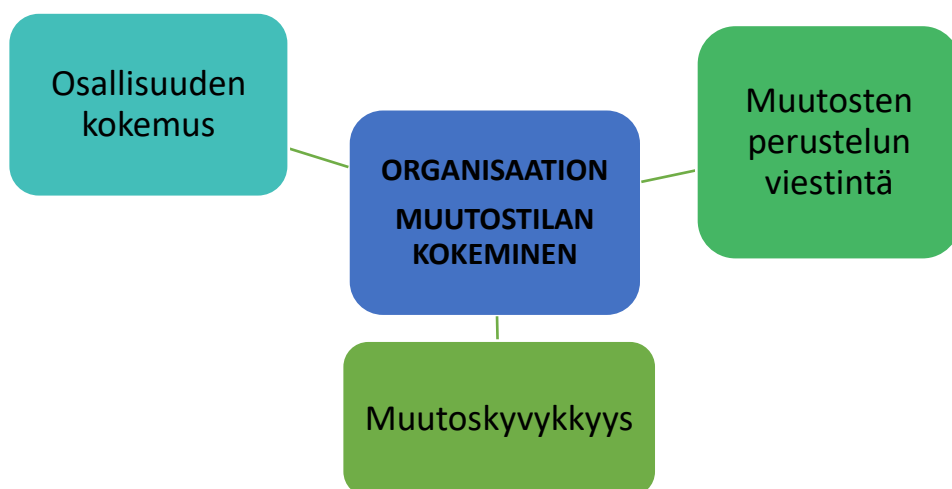 Osallisuuden
kokemus
ORGANISAATION
MUUTOSTILAN
KOKEMINEN
Muutosten
perustelun
viestintä
Muutoskyvykkyys